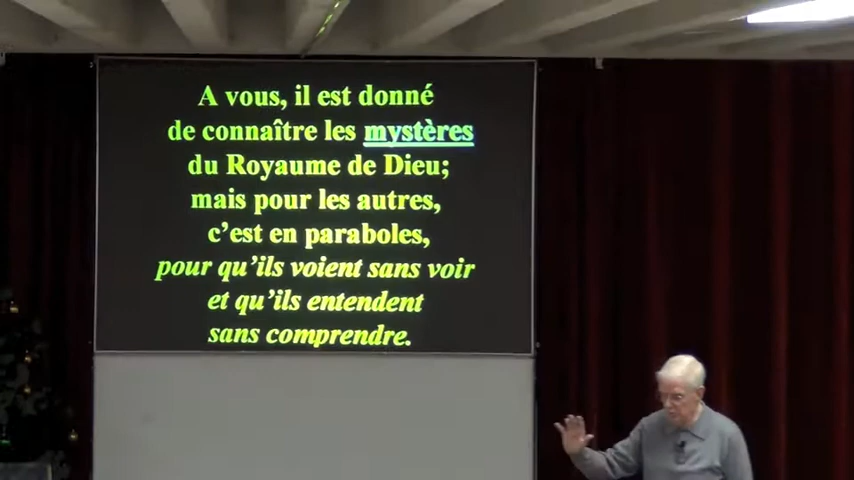 A vous, il est donné
de connaître les mystères
du Royaume de Dieu;
mais pour les autres,
c'est en paraboles,
pour qu'ils voient sans voir
et qu'ils entendent
sans comprendre.